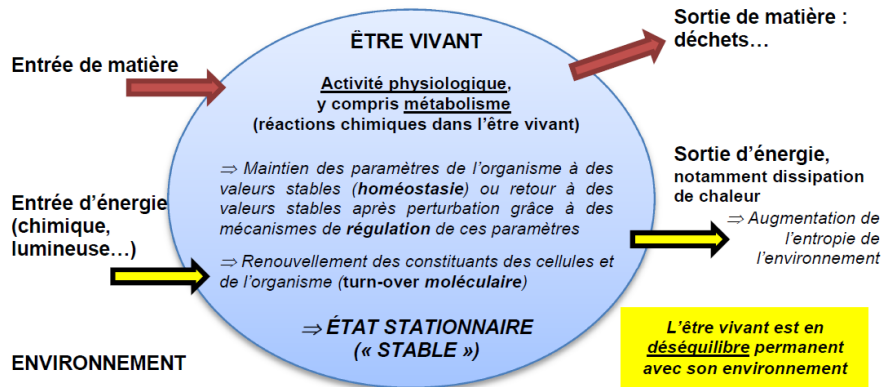 Entrée de matière
Entrée d'énergie
(chimique,
lumineuse…)
ENVIRONNEMENT
ÊTRE VIVANT
Activité physiologique,
y compris métabolisme
(réactions chimiques dans l'être vivant)
⇒ Maintien des paramètres de l'organisme à des
valeurs stables (homéostasie) ou retour à des
valeurs stables après perturbation grâce à des
mécanismes de régulation de ces paramètres
⇒ Renouvellement des constituants des cellules et
de l'organisme (turn-over moléculaire)
⇒ ÉTAT STATIONNAIRE
(« STABLE »)
Sortie de matière :
déchets…
Sortie d'énergie,
notamment dissipation
de chaleur
⇒ Augmentation de
l'entropie de
l'environnement
L'être vivant est en
déséquilibre permanent
avec son environnement